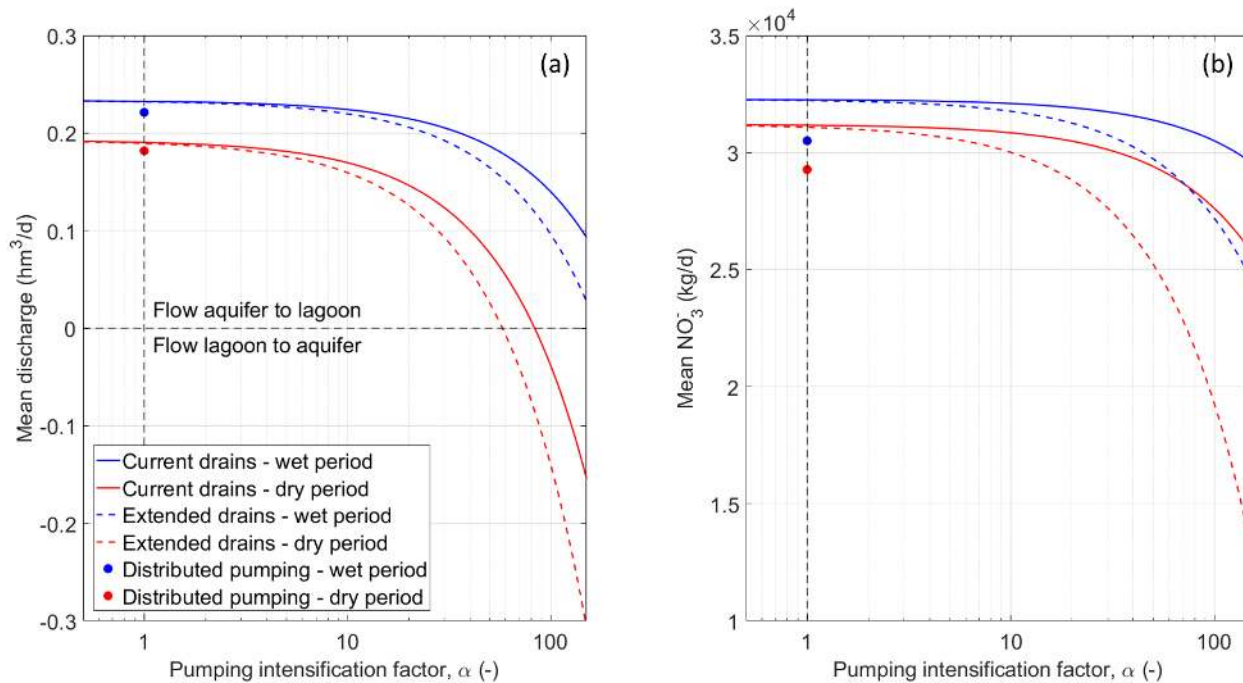 (a)
Mean discharge (hm³/d)
0.3
0.2
0.1
0
-0.1
-0.2
-0.3
Flow aquifer to lagoon
Flow lagoon to aquifer
Current drains - wet period
Current drains - dry period
Extended drains - wet period
Extended drains - dry period
Distributed pumping - wet period
Distributed pumping - dry period
1
10
100
Pumping intensification factor, α (-)
×10⁴
(b)
Mean NO₃⁻ (kg/d)
3.5
3
2.5
2
1.5
1
1
10
100
Pumping intensification factor, α (-)